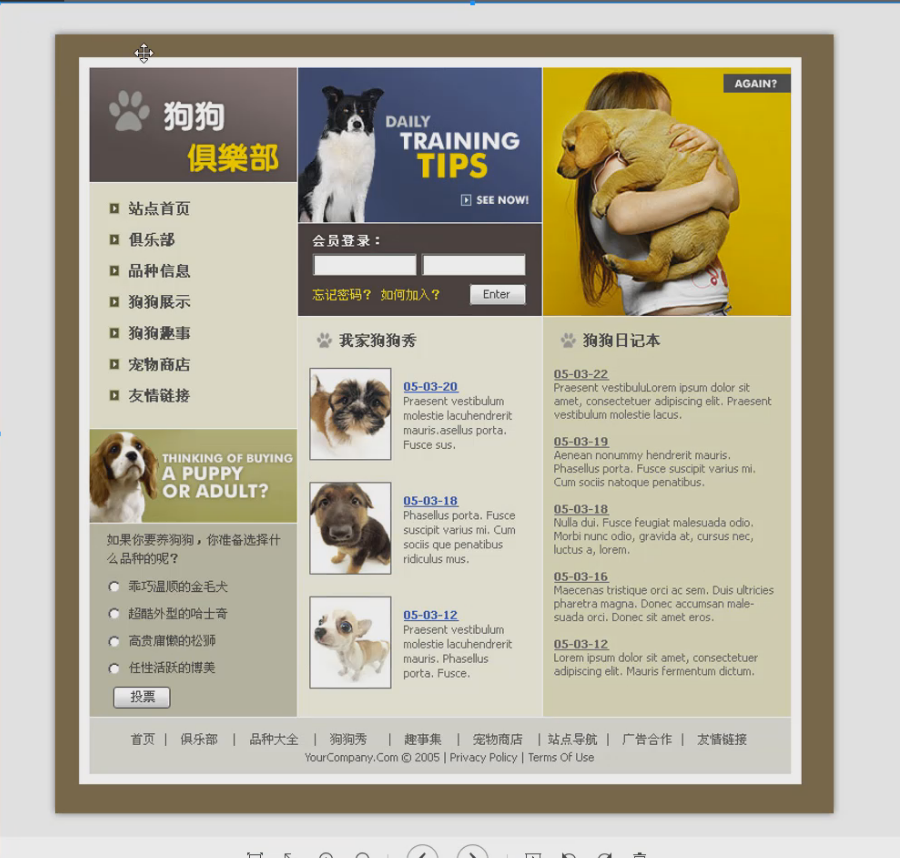 狗狗
俱樂部
站点首页
俱乐部
品种信息
狗狗展示
狗狗趣事
宠物商店
友情链接
THINKING OF BUYING
A PUPPY
OR ADULT?
如果你要养狗狗，你准备选择什
么品种的呢？
乖巧温顺的金毛犬
超酷外型的哈士奇
高贵慵懒的松狮
任性活跃的博美
投票
DAILY
TRAINING
TIPS
SEE NOW!
会员登录：
忘记密码？ 如何加入？ Enter
我家狗狗秀
05-03-20
Praesent vestibulum
molestie lacuhendrerit
mauris.asellus porta.
Fusce sus.
05-03-18
Phasellus porta. Fusce
suscipit varius mi. Cum
sociis que penatibus
ridiculus mus.
05-03-12
Praesent vestibulum
molestie lacuhendrerit
mauris. Phasellus
porta. Fusce.
AGAIN?
狗狗日记本
05-03-22
Praesent vestibuluLorem ipsum dolor sit
amet, consectetuer adipiscing elit. Praesent
vestibulum molestie lacus.
05-03-19
Aenean nonummy hendrerit mauris.
Phasellus porta. Fusce suscipit varius mi.
Cum sociis natoque penatibus.
05-03-18
Nulla dui. Fusce feugiat malesuada odio.
Morbi nunc odio, gravida at, cursus nec,
luctus a, lorem.
05-03-16
Maecenas tristique orci ac sem. Duis ultricies
pharetra magna. Donec accumsan male-
suada orci. Donec sit amet eros.
05-03-12
Lorem ipsum dolor sit amet, consectetuer
adipiscing elit. Mauris fermentum dictum.
首页 | 俱乐部 | 品种大全 | 狗狗秀 | 趣事集 | 宠物商店 | 站点导航 | 广告合作 | 友情链接
YourCompany.Com © 2005 | Privacy Policy | Terms Of Use